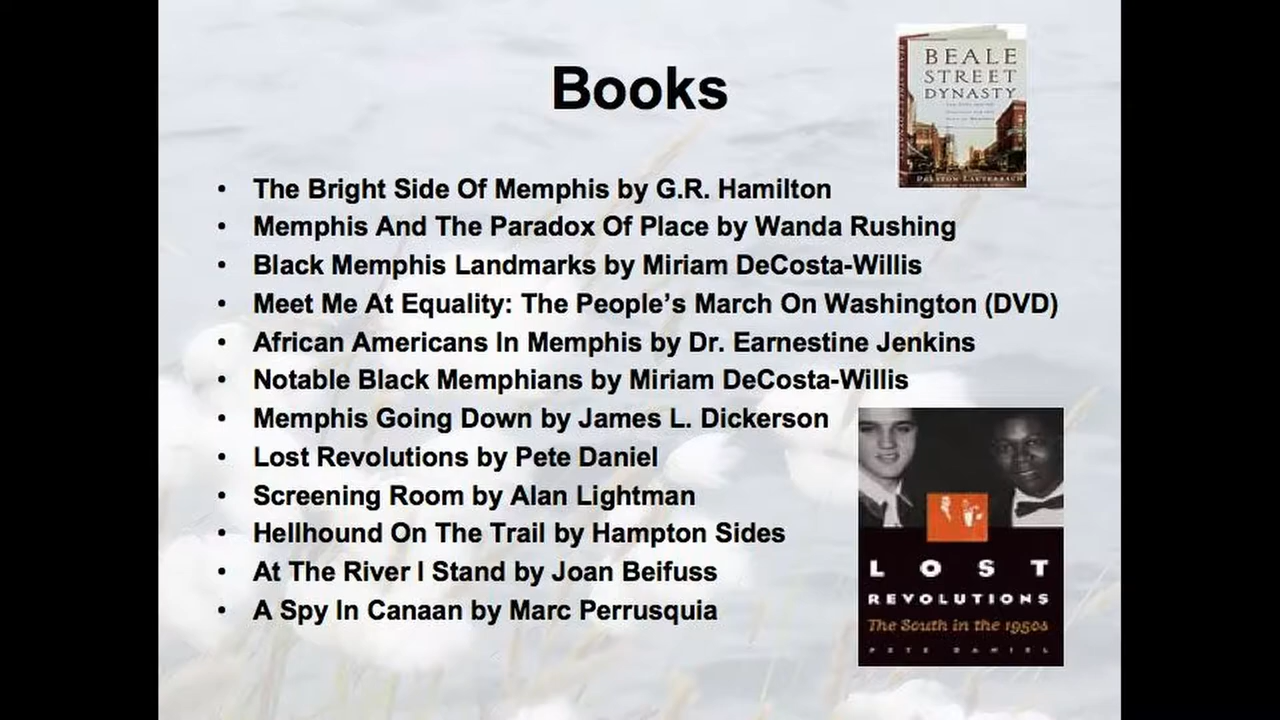 Books
BEALE
STREET
DYNASTY
PRESTON LAUTERBACH
• The Bright Side Of Memphis by G.R. Hamilton
• Memphis And The Paradox Of Place by Wanda Rushing
• Black Memphis Landmarks by Miriam DeCosta-Willis
• Meet Me At Equality: The People’s March On Washington (DVD)
• African Americans In Memphis by Dr. Earnestine Jenkins
• Notable Black Memphians by Miriam DeCosta-Willis
• Memphis Going Down by James L. Dickerson
• Lost Revolutions by Pete Daniel
• Screening Room by Alan Lightman
• Hellhound On The Trail by Hampton Sides
• At The River I Stand by Joan Beifuss
• A Spy In Canaan by Marc Perrusquia
LOST
REVOLUTIONS
The South in the 1950s
PETE DANIEL